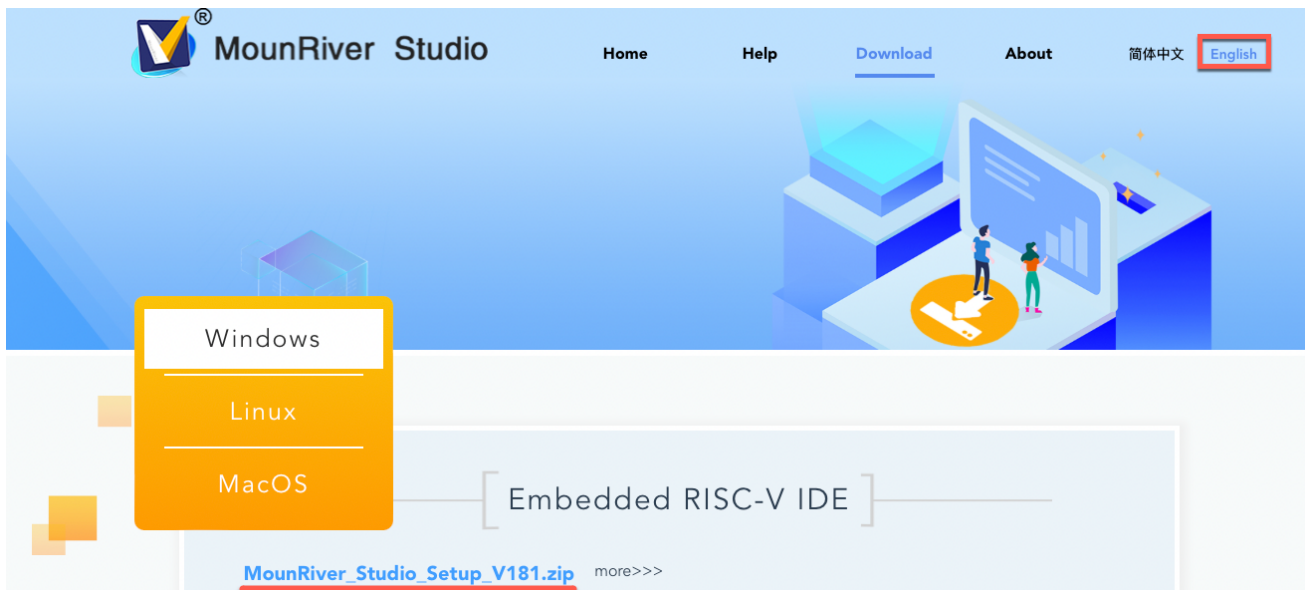 ®
MounRiver Studio
Home Help Download About 简体中文 English
Windows
Linux
MacOS
Embedded RISC-V IDE
MounRiver_Studio_Setup_V181.zip more>>>